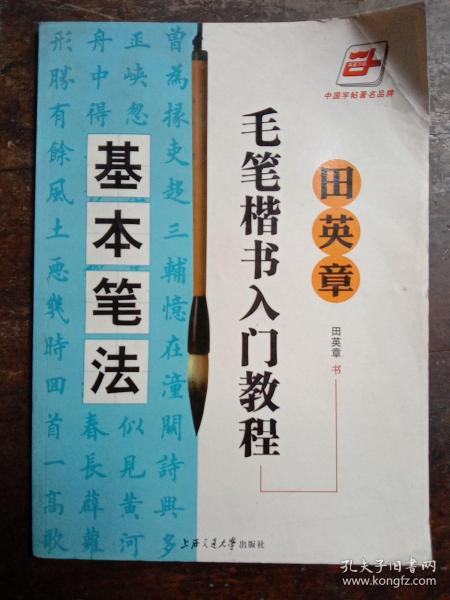 中国字帖著名品牌
田英章
毛笔楷书入门教程
田英章 书
基本笔法
曾為掾吏趍三輔憶在潼關詩興多
巫峽忽
舟中得
形勝有餘風土惡幾時回首一高歌
春長薜蘿
似見黄河
上海交通大学出版社
孔夫子旧书网
www.kongfz.com